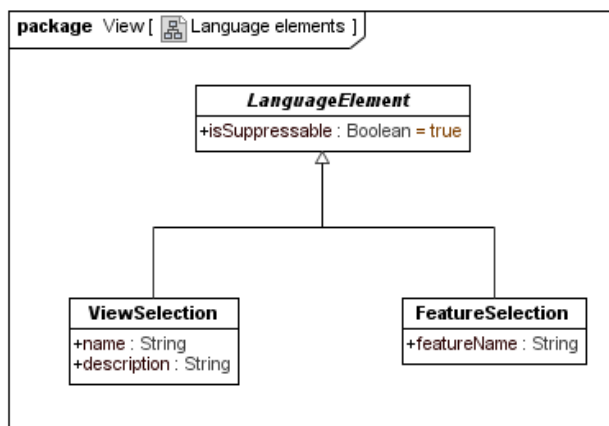 package View [ Language elements ]
LanguageElement
+isSuppressable : Boolean = true
ViewSelection
+name : String
+description : String
FeatureSelection
+featureName : String